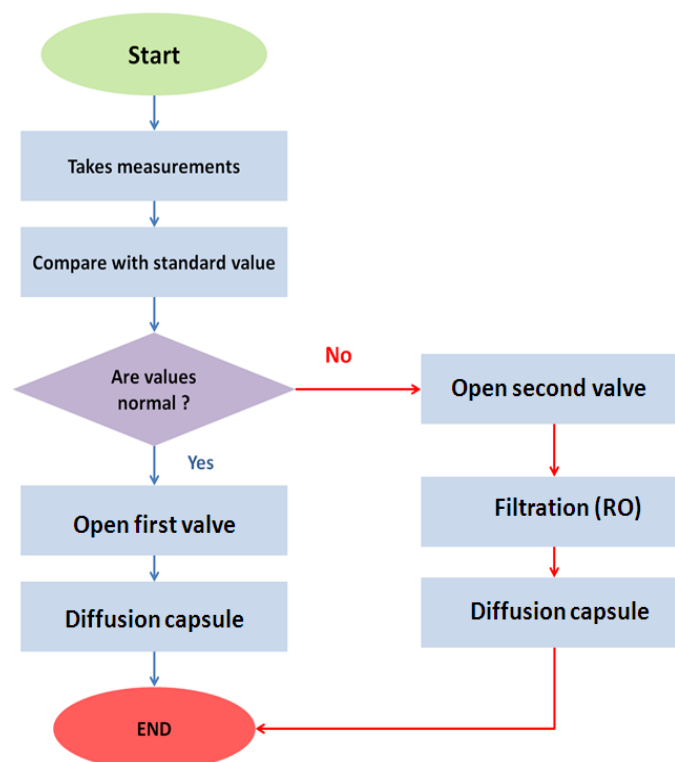 Start
Takes measurements
Compare with standard value
Are values
normal ?
No
Yes
Open second valve
Open first valve
Filtration (RO)
Diffusion capsule
Diffusion capsule
END